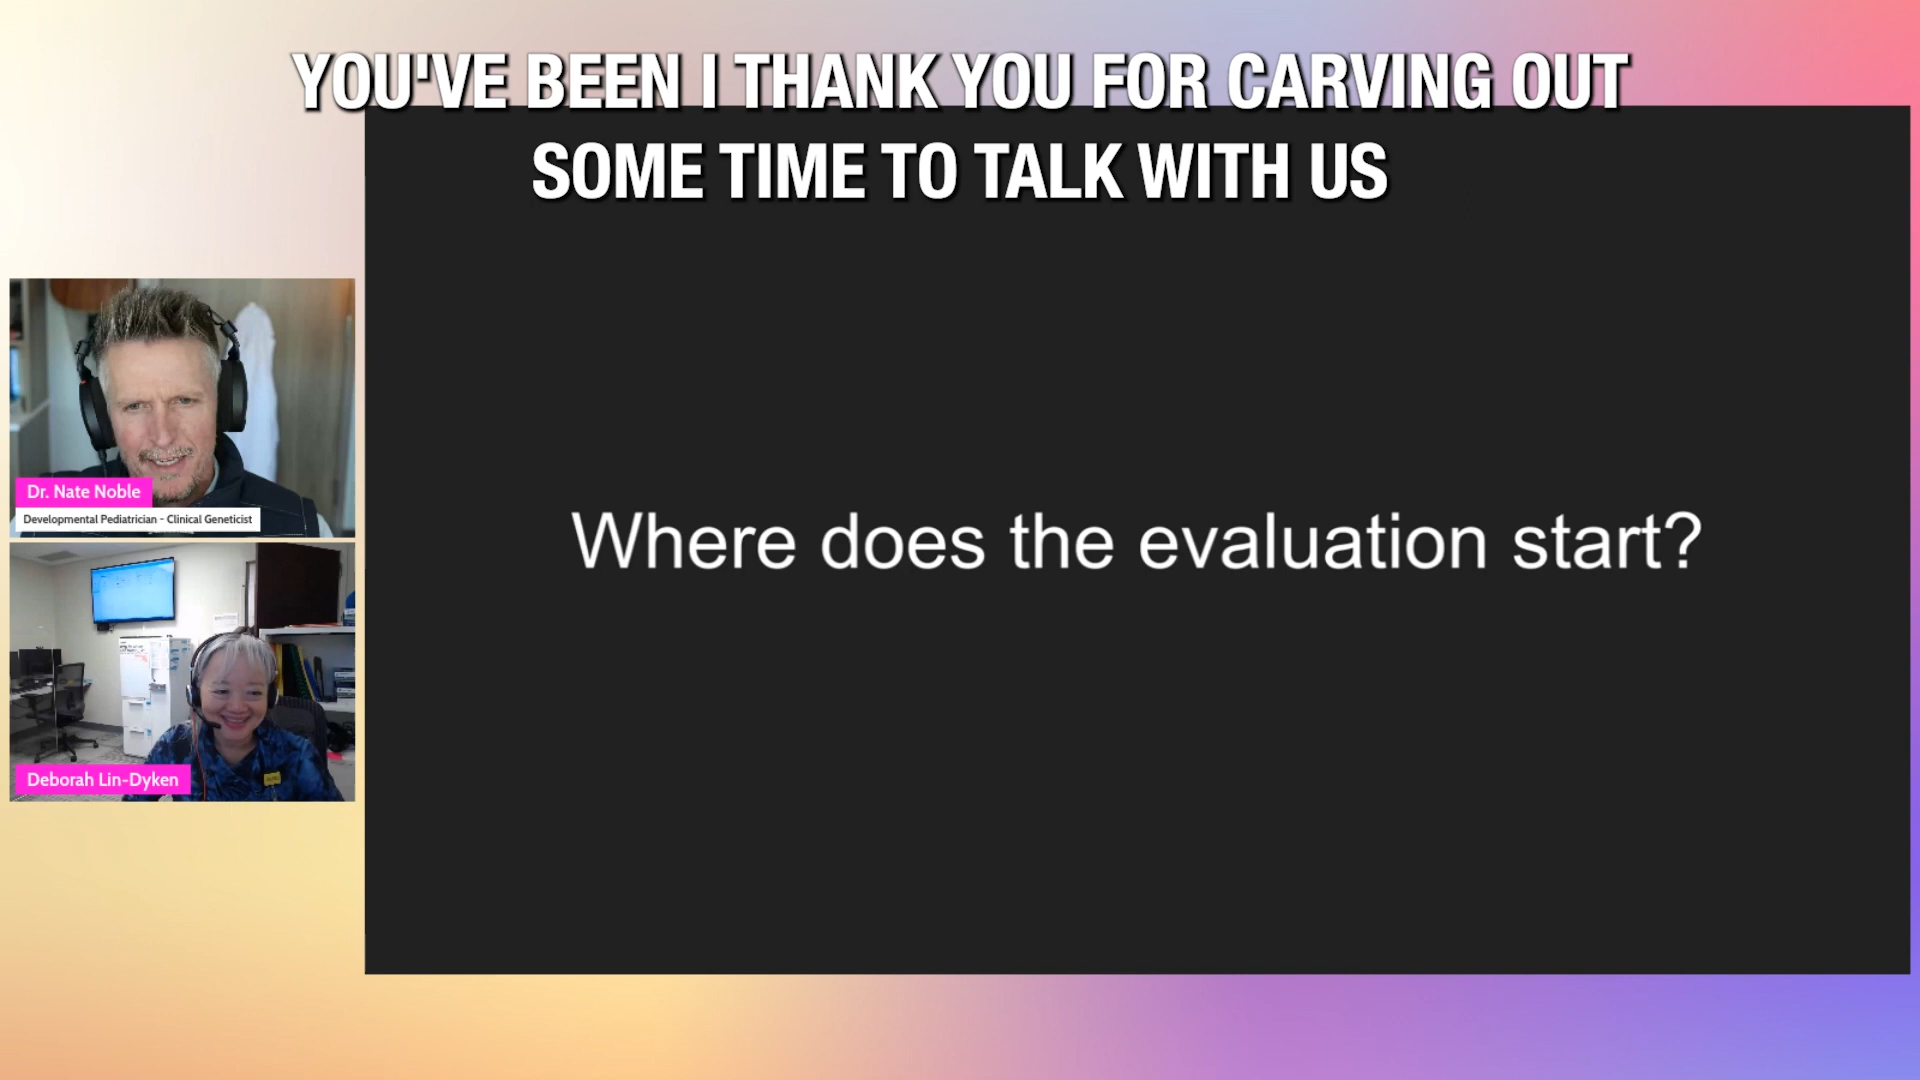 YOU'VE BEEN I THANK YOU FOR CARVING OUT
SOME TIME TO TALK WITH US
Dr. Nate Noble
Developmental Pediatrician - Clinical Geneticist
Deborah Lin-Dyken
Where does the evaluation start?